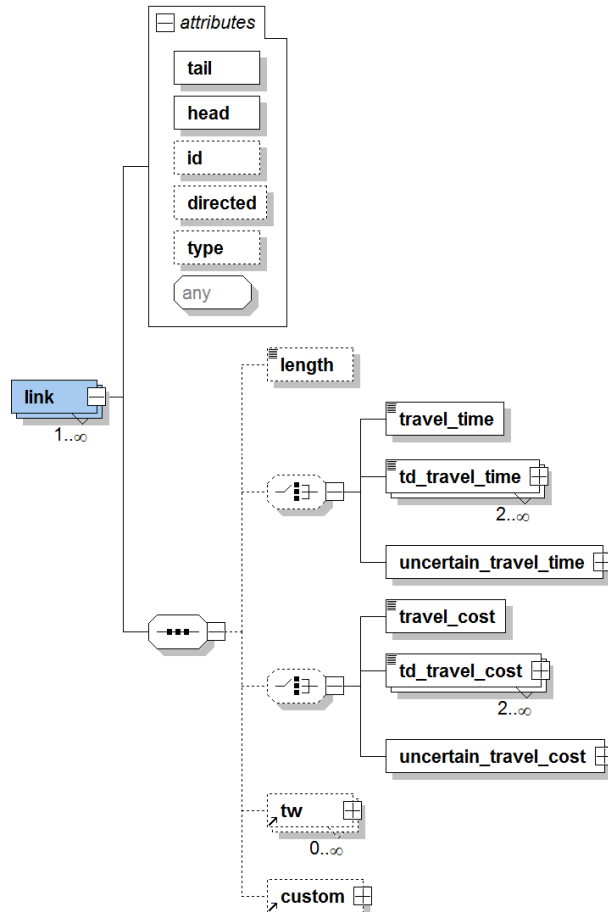 attributes
tail
head
id
directed
type
any
link
1..∞
length
travel_time
td_travel_time
2..∞
uncertain_travel_time
travel_cost
td_travel_cost
2..∞
uncertain_travel_cost
tw
0..∞
custom